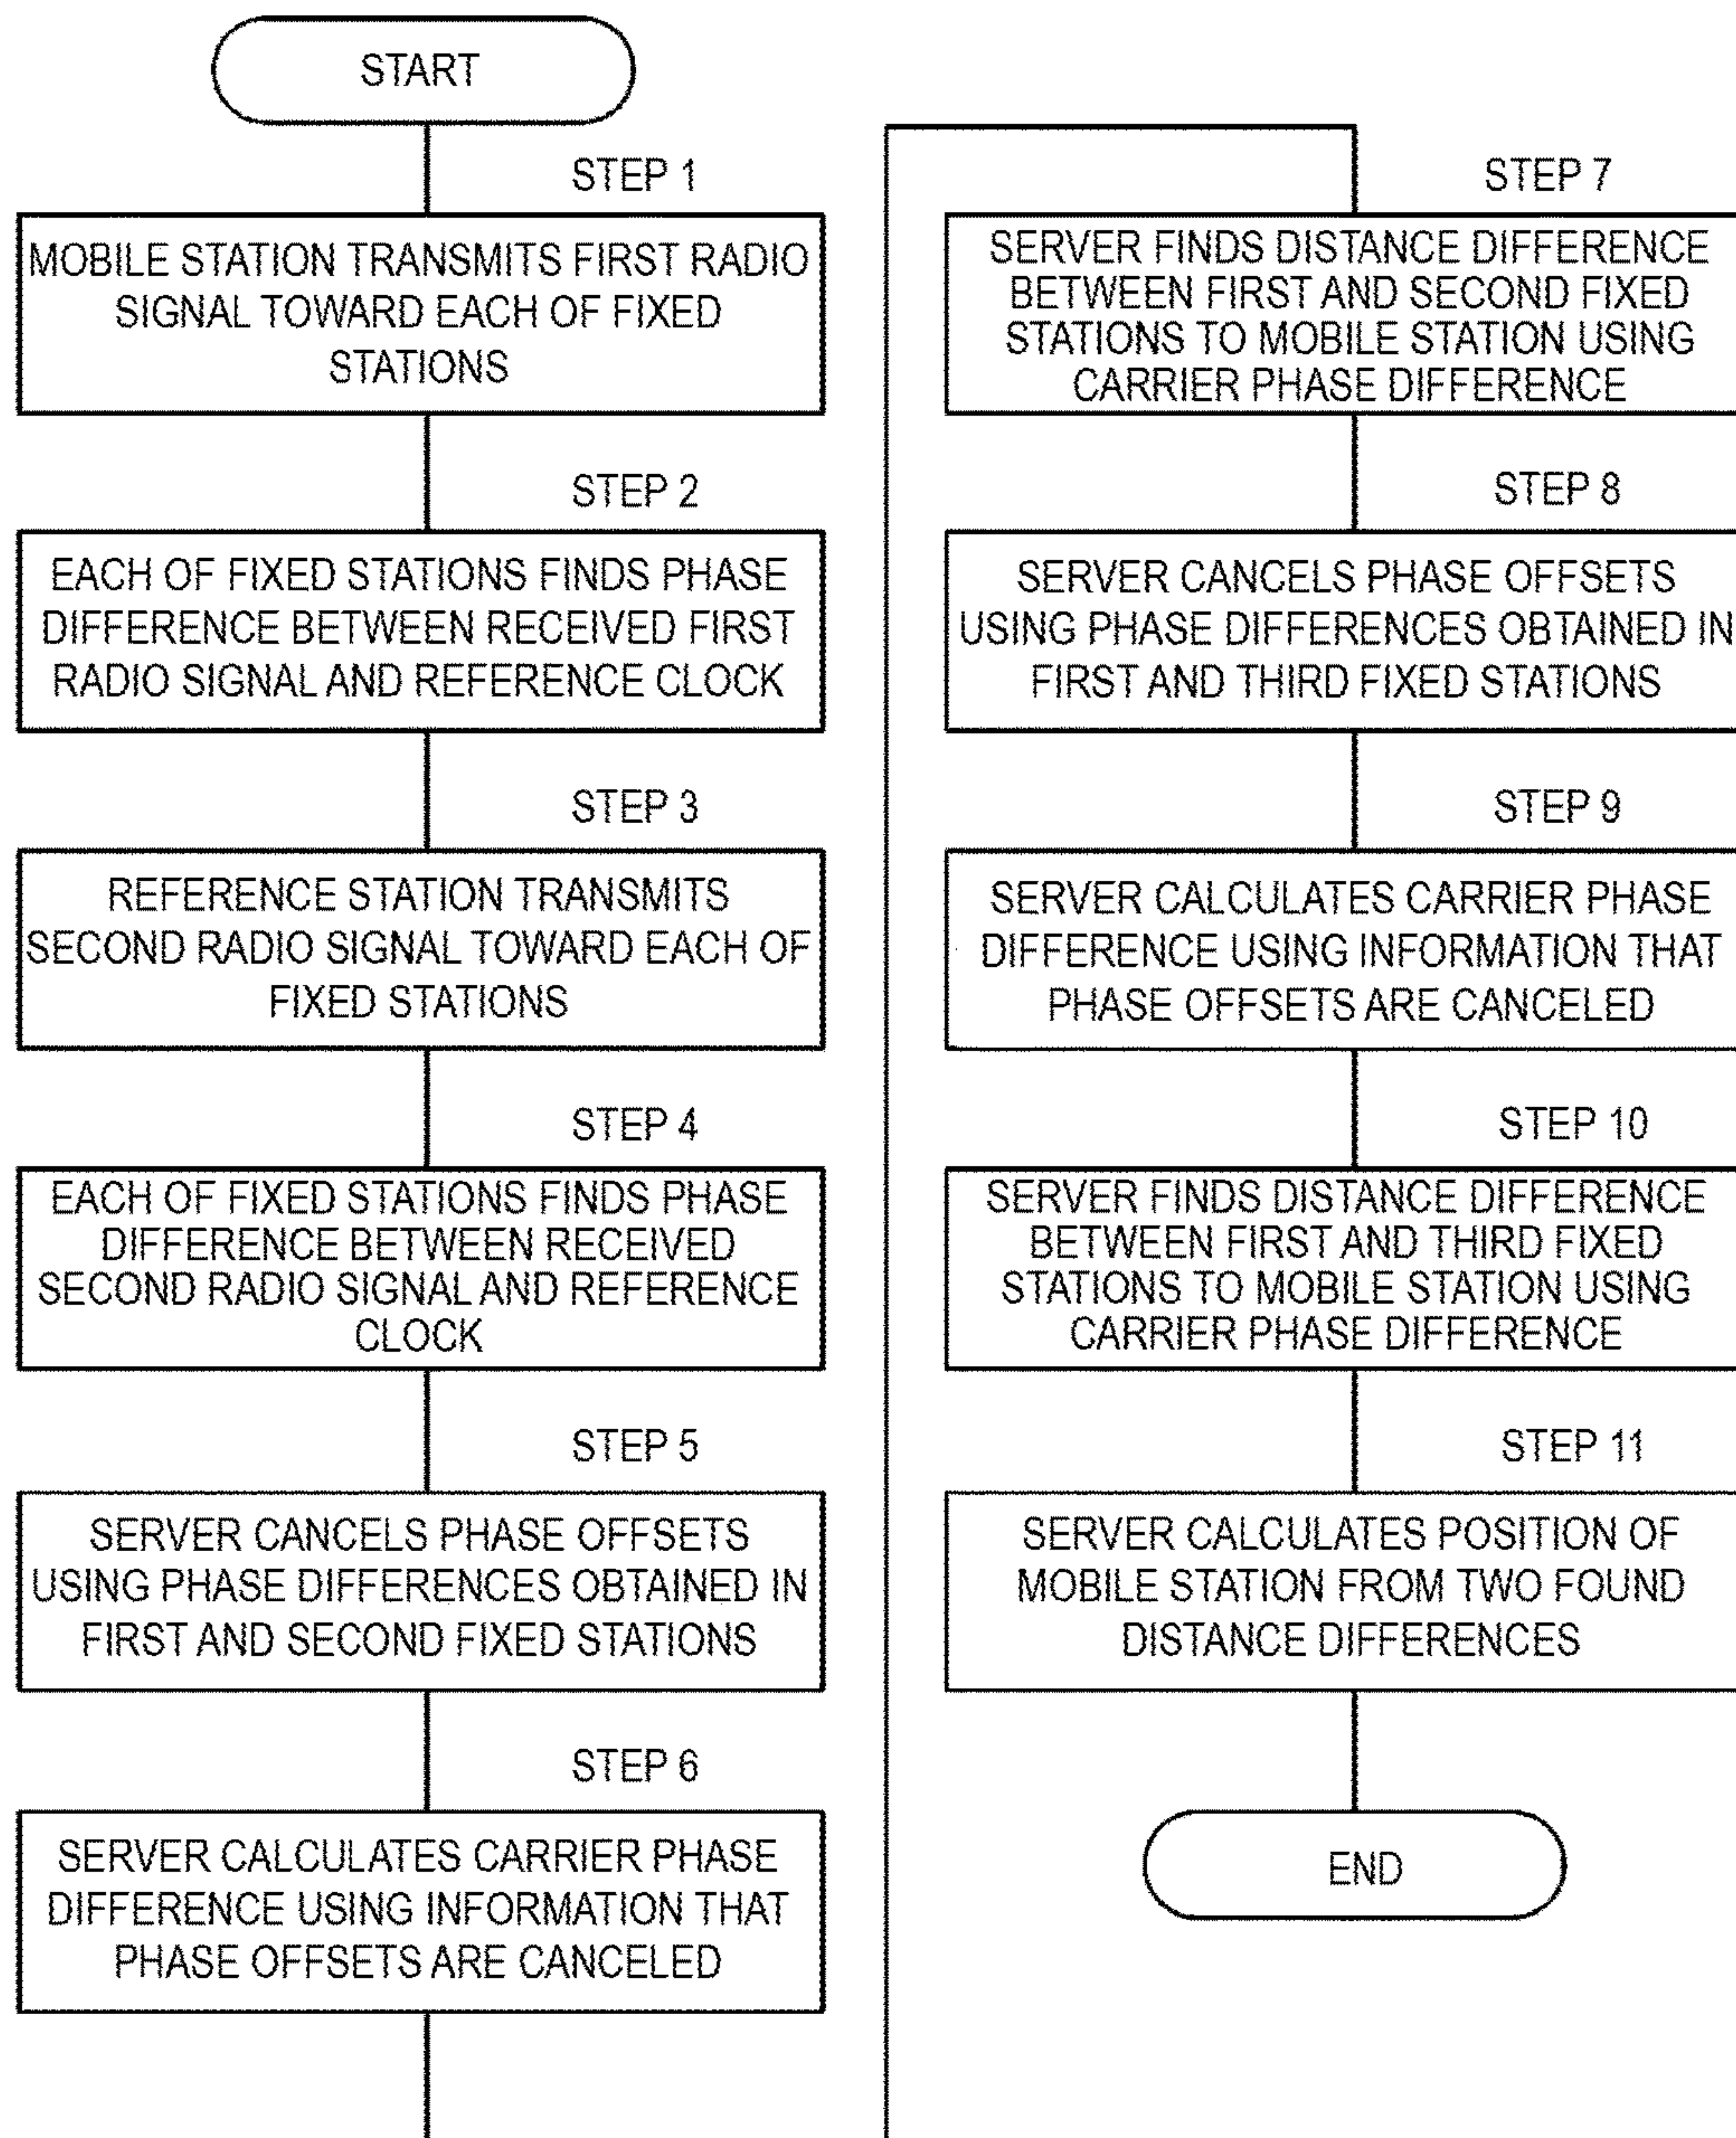 START
STEP 1
MOBILE STATION TRANSMITS FIRST RADIO
SIGNAL TOWARD EACH OF FIXED
STATIONS
STEP 2
EACH OF FIXED STATIONS FINDS PHASE
DIFFERENCE BETWEEN RECEIVED FIRST
RADIO SIGNAL AND REFERENCE CLOCK
STEP 3
REFERENCE STATION TRANSMITS
SECOND RADIO SIGNAL TOWARD EACH OF
FIXED STATIONS
STEP 4
EACH OF FIXED STATIONS FINDS PHASE
DIFFERENCE BETWEEN RECEIVED
SECOND RADIO SIGNAL AND REFERENCE
CLOCK
STEP 5
SERVER CANCELS PHASE OFFSETS
USING PHASE DIFFERENCES OBTAINED IN
FIRST AND SECOND FIXED STATIONS
STEP 6
SERVER CALCULATES CARRIER PHASE
DIFFERENCE USING INFORMATION THAT
PHASE OFFSETS ARE CANCELED
STEP 7
SERVER FINDS DISTANCE DIFFERENCE
BETWEEN FIRST AND SECOND FIXED
STATIONS TO MOBILE STATION USING
CARRIER PHASE DIFFERENCE
STEP 8
SERVER CANCELS PHASE OFFSETS
USING PHASE DIFFERENCES OBTAINED IN
FIRST AND THIRD FIXED STATIONS
STEP 9
SERVER CALCULATES CARRIER PHASE
DIFFERENCE USING INFORMATION THAT
PHASE OFFSETS ARE CANCELED
STEP 10
SERVER FINDS DISTANCE DIFFERENCE
BETWEEN FIRST AND THIRD FIXED
STATIONS TO MOBILE STATION USING
CARRIER PHASE DIFFERENCE
STEP 11
SERVER CALCULATES POSITION OF
MOBILE STATION FROM TWO FOUND
DISTANCE DIFFERENCES
END